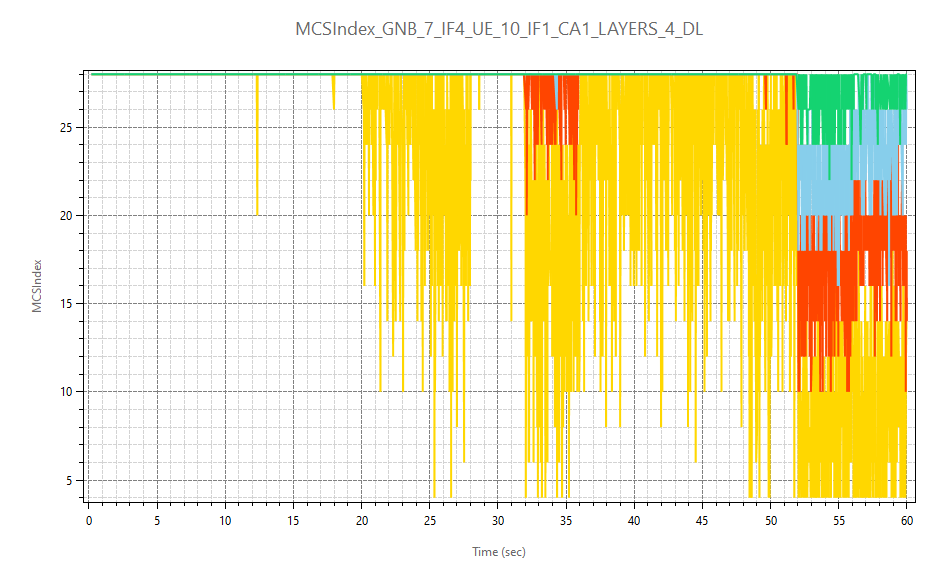 MCSIndex_GNB_7_IF4_UE_10_IF1_CA1_LAYERS_4_DL
25
20
15
10
5
MCSIndex
0 5 10 15 20 25 30 35 40 45 50 55 60
Time (sec)